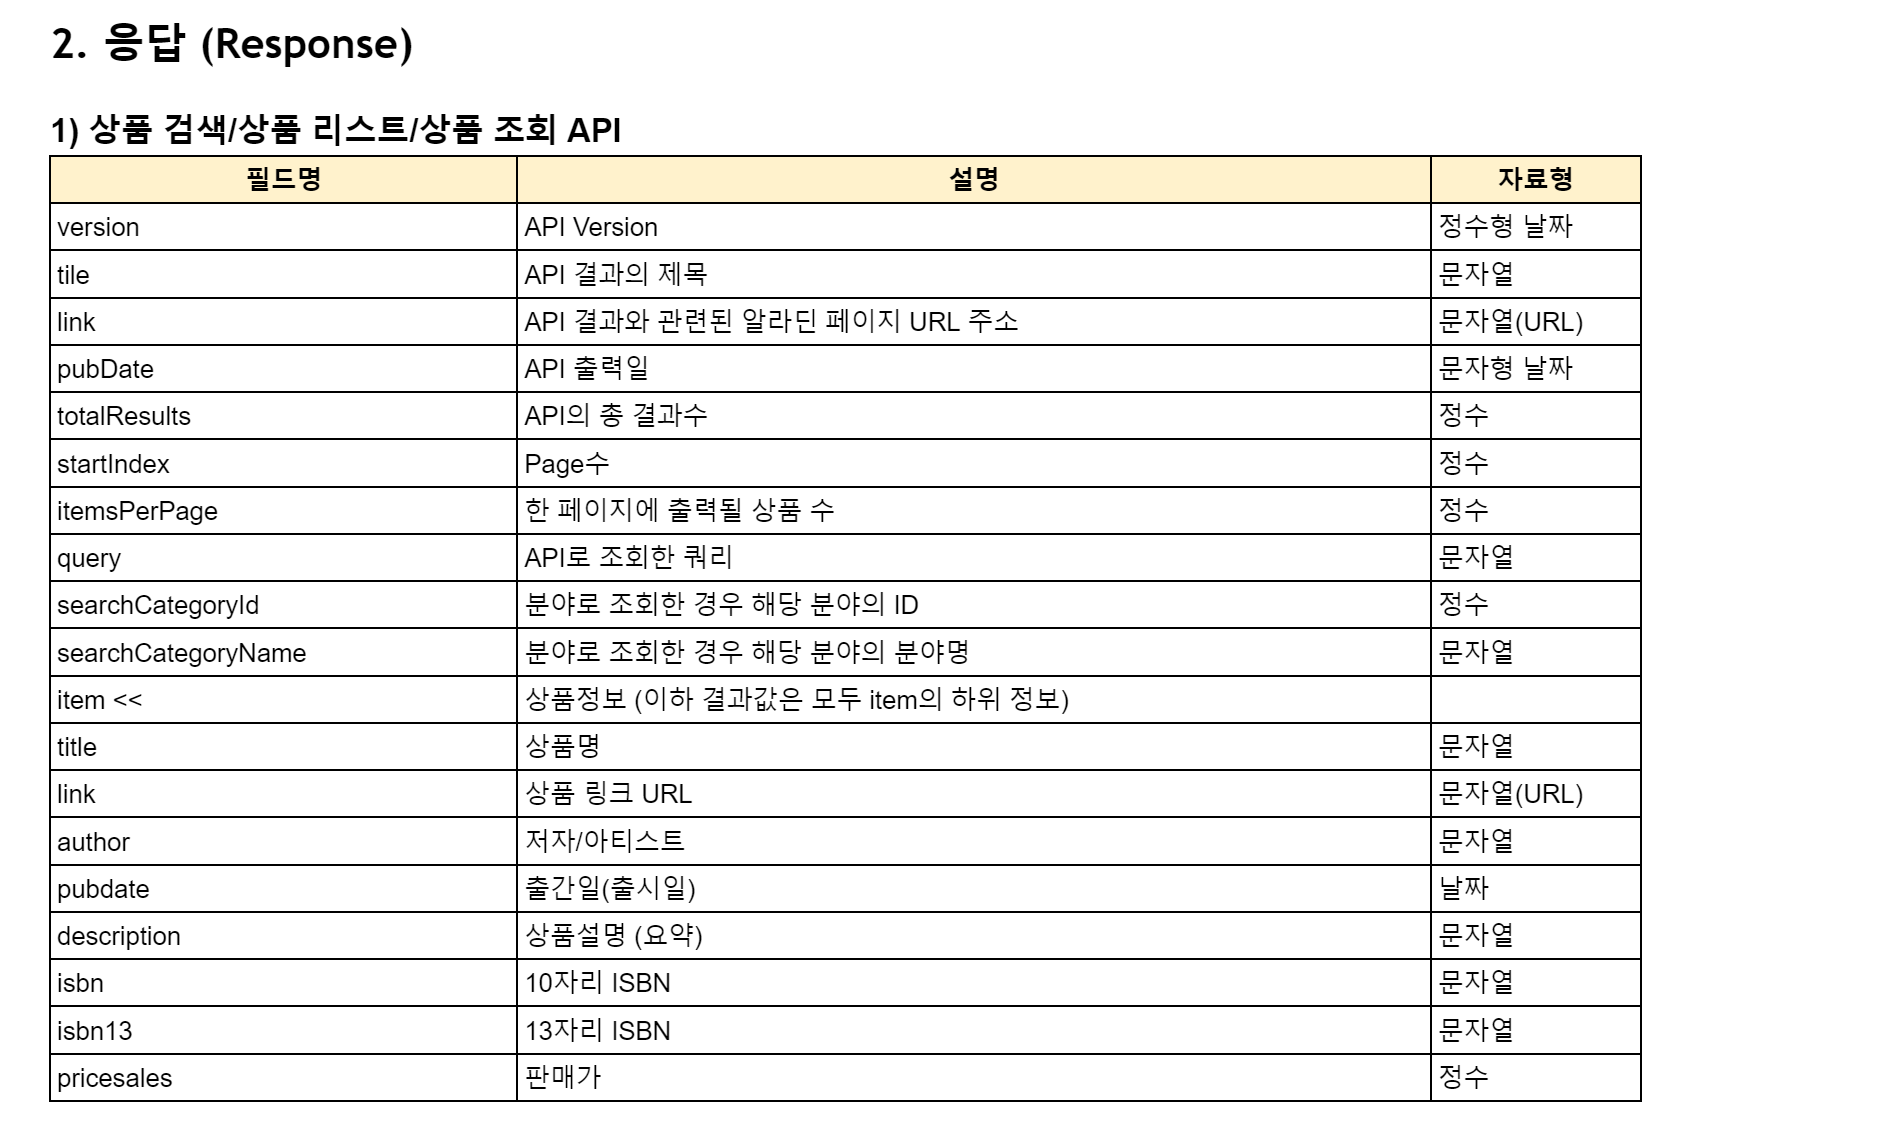 2. 응답 (Response)
1) 상품 검색/상품 리스트/상품 조회 API
필드명 설명 자료형
version API Version 정수형 날짜
tile API 결과의 제목 문자열
link API 결과와 관련된 알라딘 페이지 URL 주소 문자열(URL)
pubDate API 출력일 문자형 날짜
totalResults API의 총 결과수 정수
startIndex Page수 정수
itemsPerPage 한 페이지에 출력될 상품 수 정수
query API로 조회한 쿼리 문자열
searchCategoryId 분야로 조회한 경우 해당 분야의 ID 정수
searchCategoryName 분야로 조회한 경우 해당 분야의 분야명 문자열
item << 상품정보 (이하 결과값은 모두 item의 하위 정보)
title 상품명 문자열
link 상품 링크 URL 문자열(URL)
author 저자/아티스트 문자열
pubdate 출간일(출시일) 날짜
description 상품설명 (요약) 문자열
isbn 10자리 ISBN 문자열
isbn13 13자리 ISBN 문자열
pricesales 판매가 정수